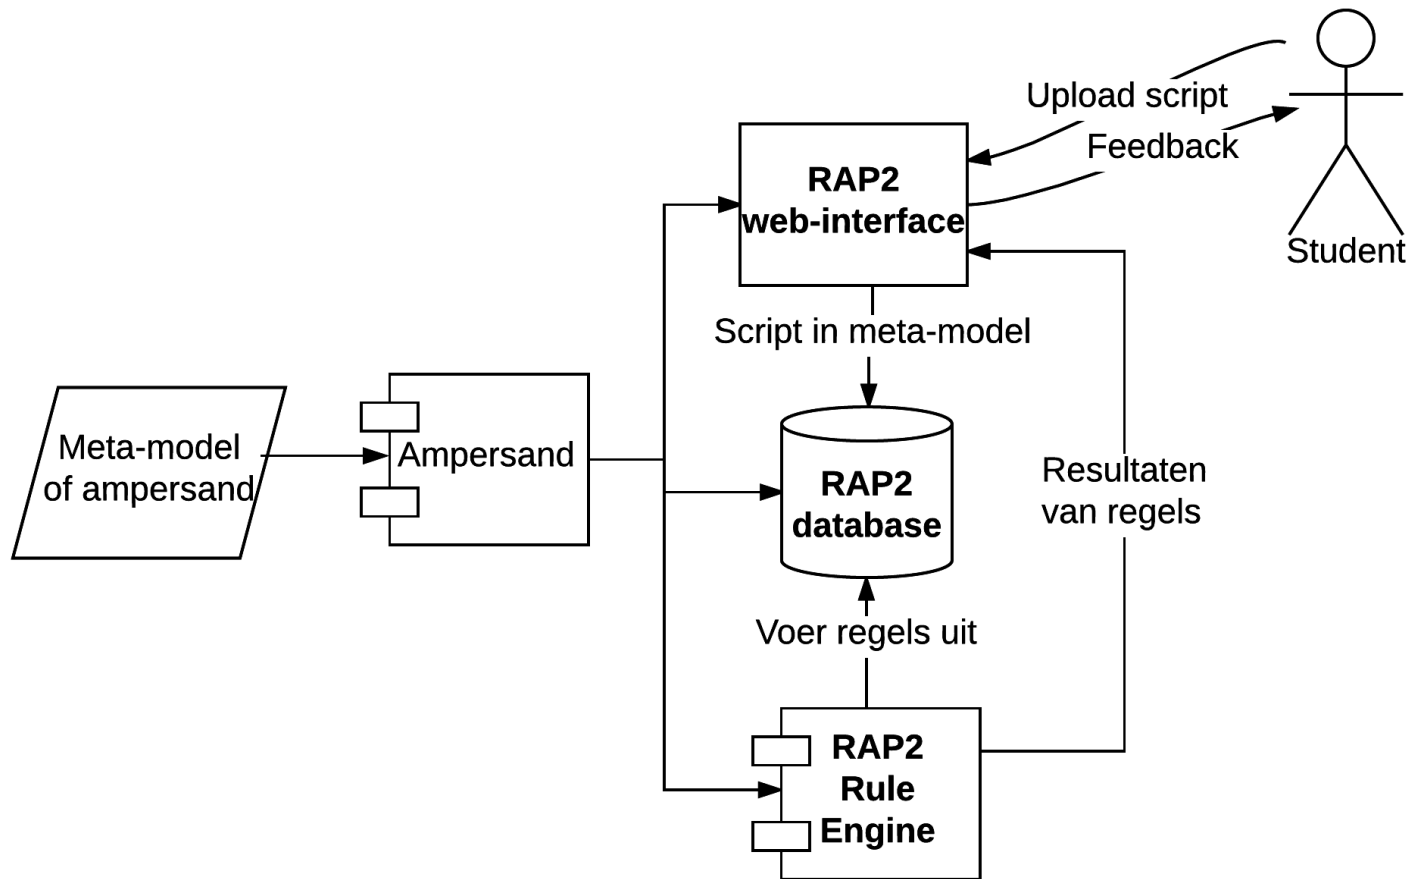 Upload script
Feedback
Student
RAP2
web-interface
Script in meta-model
Meta-model
of ampersand
Ampersand
RAP2
database
Resultaten
van regels
Voer regels uit
RAP2
Rule
Engine